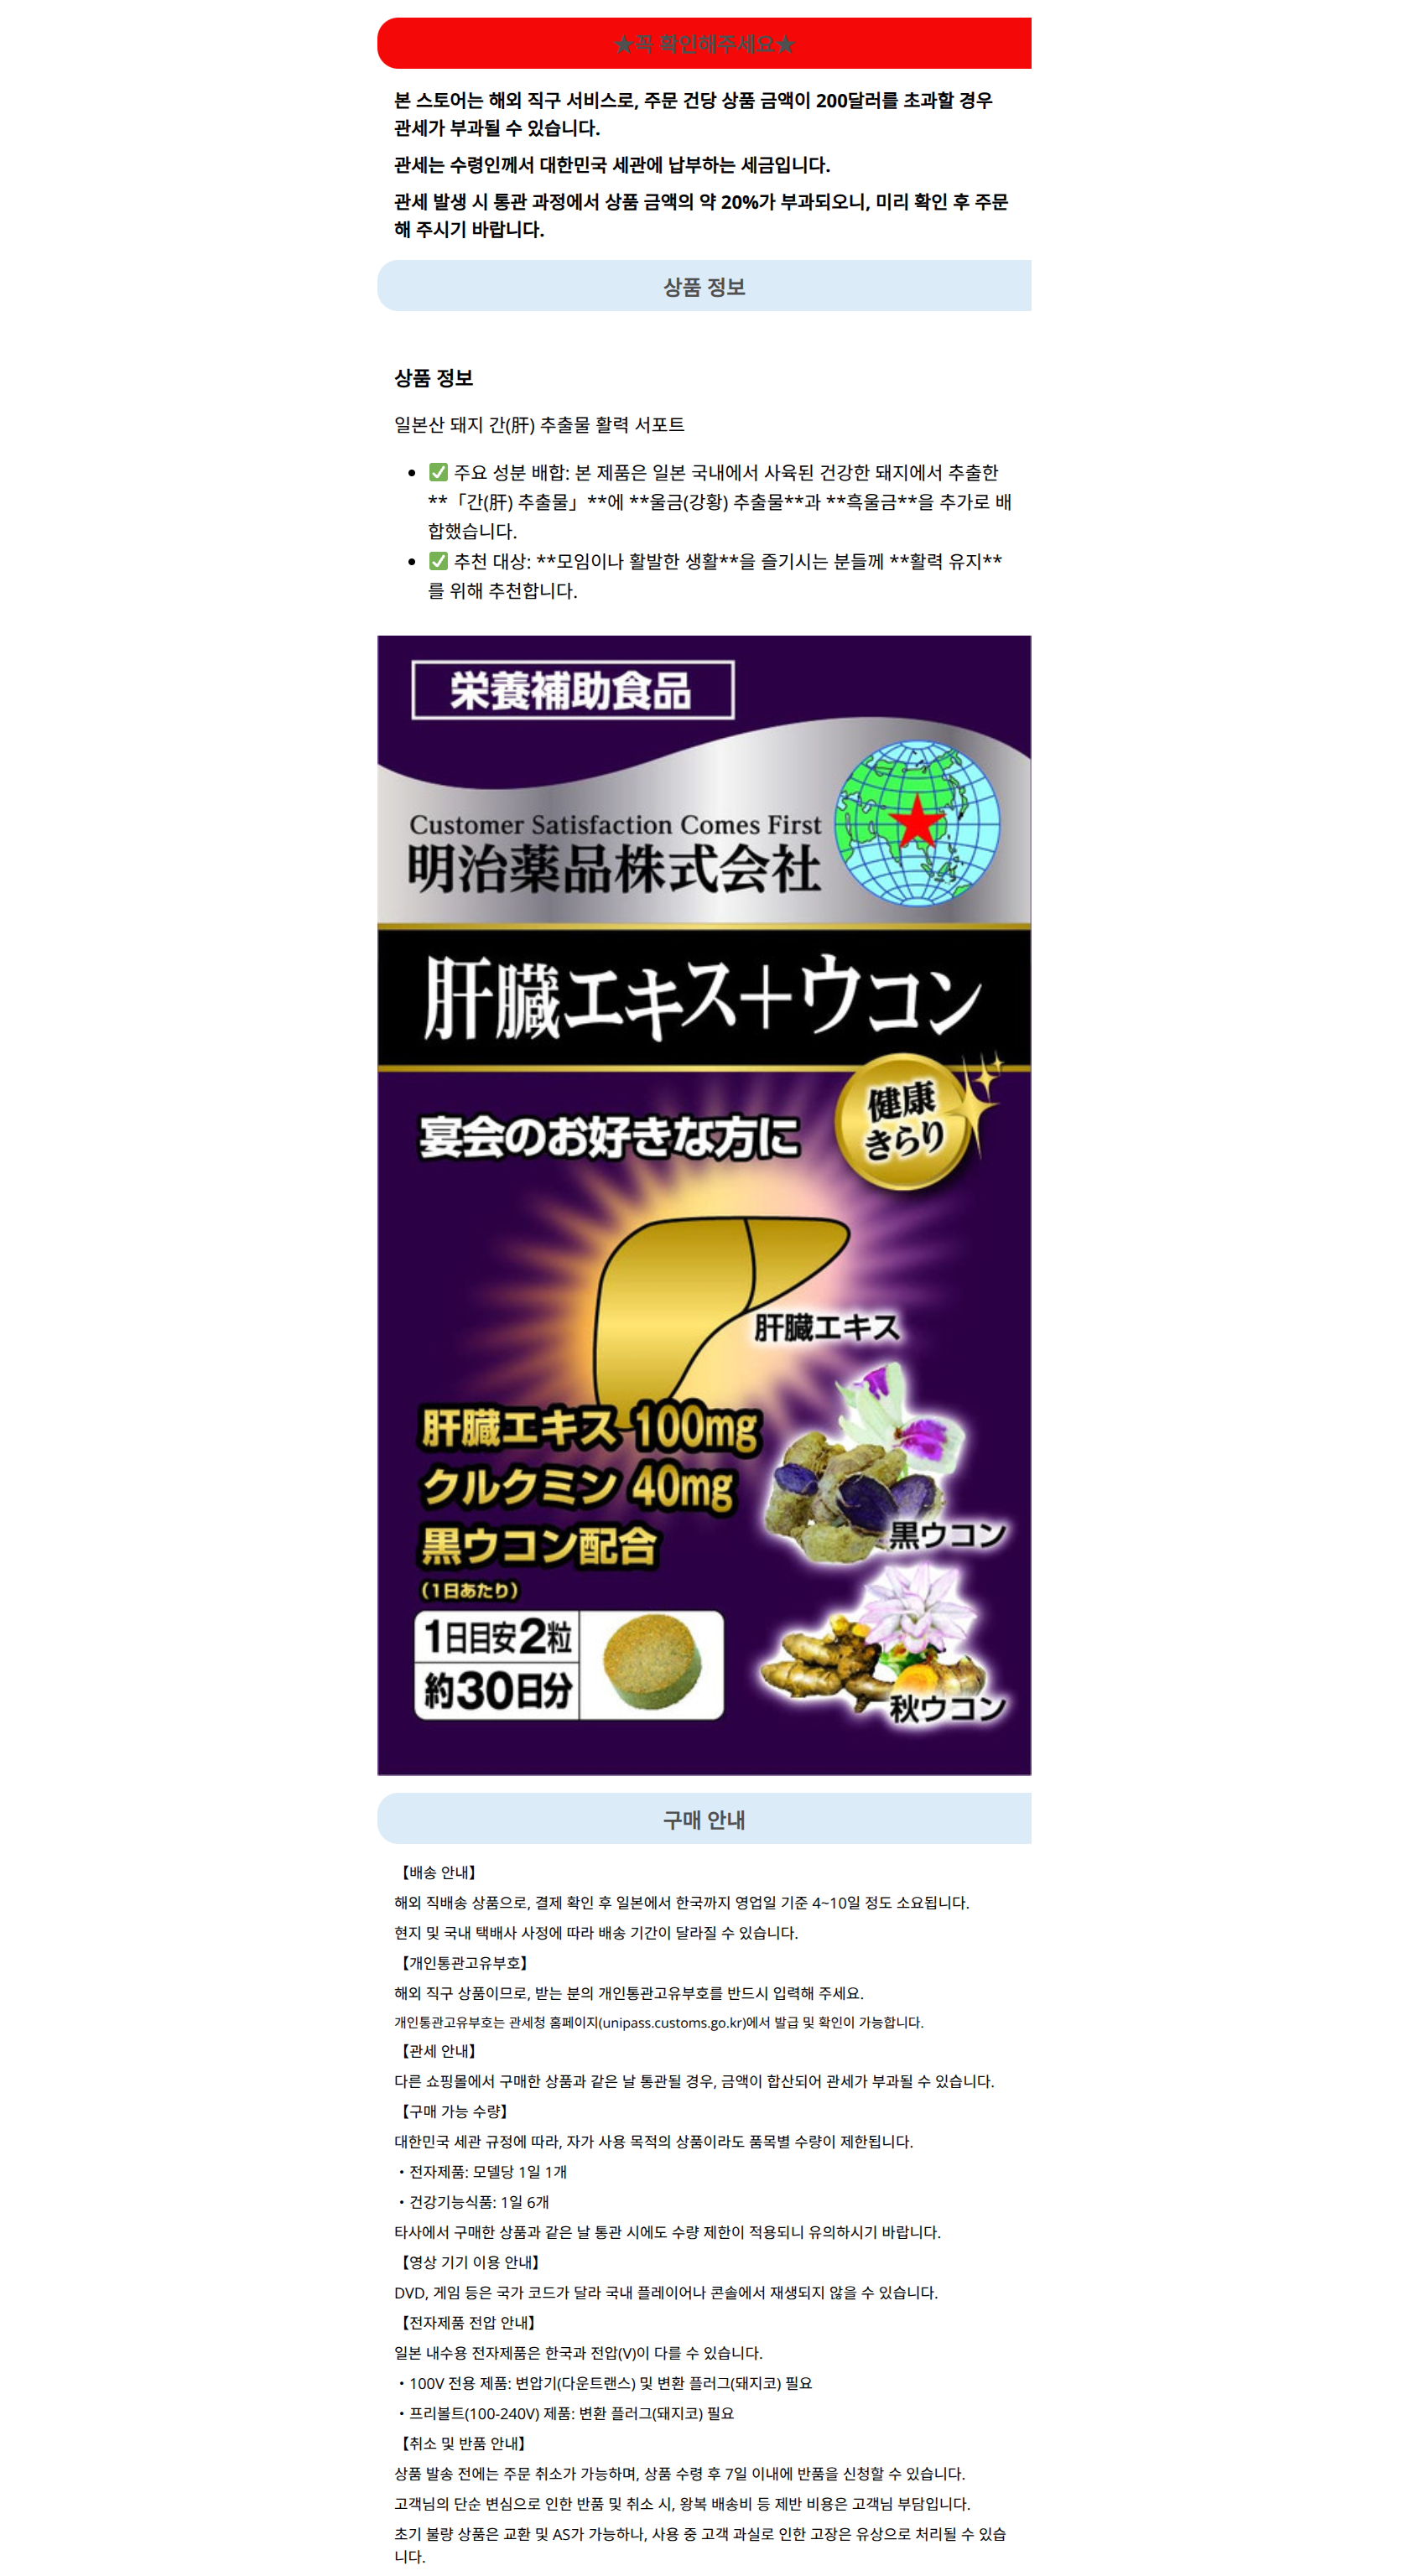 ★꼭 확인해주세요★
본 스토어는 해외 직구 서비스로, 주문 건당 상품 금액이 200달러를 초과할 경우
관세가 부과될 수 있습니다.
관세는 수령인께서 대한민국 세관에 납부하는 세금입니다.
관세 발생 시 통관 과정에서 상품 금액의 약 20%가 부과되오니, 미리 확인 후 주문
해 주시기 바랍니다.
상품 정보
상품 정보
일본산 돼지 간(肝) 추출물 활력 서포트
• ✅ 주요 성분 배합: 본 제품은 일본 국내에서 사육된 건강한 돼지에서 추출한
**「간(肝) 추출물」**에 **울금(강황) 추출물**과 **흑울금**을 추가로 배
합했습니다.
• ✅ 추천 대상: **모임이나 활발한 생활**을 즐기시는 분들께 **활력 유지**
를 위해 추천합니다.
栄養補助食品
Customer Satisfaction Comes First
明治薬品株式会社
肝臓エキス+ウコン
健康
きらり
宴会のお好きな方に
肝臓エキス
肝臓エキス 100mg
クルクミン 40mg
黒ウコン配合
(1日あたり)
黒ウコン
1日目安2粒
約30日分
秋ウコン
구매 안내
【배송 안내】
해외 직배송 상품으로, 결제 확인 후 일본에서 한국까지 영업일 기준 4~10일 정도 소요됩니다.
현지 및 국내 택배사 사정에 따라 배송 기간이 달라질 수 있습니다.
【개인통관고유부호】
해외 직구 상품이므로, 받는 분의 개인통관고유부호를 반드시 입력해 주세요.
개인통관고유부호는 관세청 홈페이지(unipass.customs.go.kr)에서 발급 및 확인이 가능합니다.
【관세 안내】
다른 쇼핑몰에서 구매한 상품과 같은 날 통관될 경우, 금액이 합산되어 관세가 부과될 수 있습니다.
【구매 가능 수량】
대한민국 세관 규정에 따라, 자가 사용 목적의 상품이라도 품목별 수량이 제한됩니다.
・전자제품: 모델당 1일 1개
・건강기능식품: 1일 6개
타사에서 구매한 상품과 같은 날 통관 시에도 수량 제한이 적용되니 유의하시기 바랍니다.
【영상 기기 이용 안내】
DVD, 게임 등은 국가 코드가 달라 국내 플레이어나 콘솔에서 재생되지 않을 수 있습니다.
【전자제품 전압 안내】
일본 내수용 전자제품은 한국과 전압(V)이 다를 수 있습니다.
・100V 전용 제품: 변압기(다운트랜스) 및 변환 플러그(돼지코) 필요
・프리볼트(100-240V) 제품: 변환 플러그(돼지코) 필요
【취소 및 반품 안내】
상품 발송 전에는 주문 취소가 가능하며, 상품 수령 후 7일 이내에 반품을 신청할 수 있습니다.
고객님의 단순 변심으로 인한 반품 및 취소 시, 왕복 배송비 등 제반 비용은 고객님 부담입니다.
초기 불량 상품은 교환 및 AS가 가능하나, 사용 중 고객 과실로 인한 고장은 유상으로 처리될 수 있습
니다.